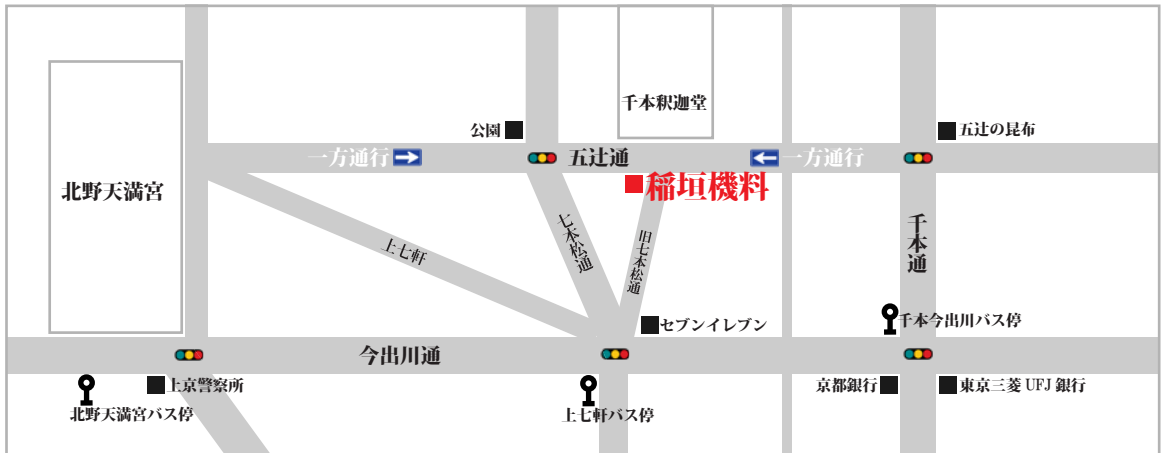 千本釈迦堂
公園
五辻の昆布
一方通行
五辻通
一方通行
稲垣機料
北野天満宮
上七軒
七本松通
旧七本松通
千本通
セブンイレブン
千本今出川バス停
今出川通
上京警察所
京都銀行
東京三菱 UFJ 銀行
北野天満宮バス停
上七軒バス停